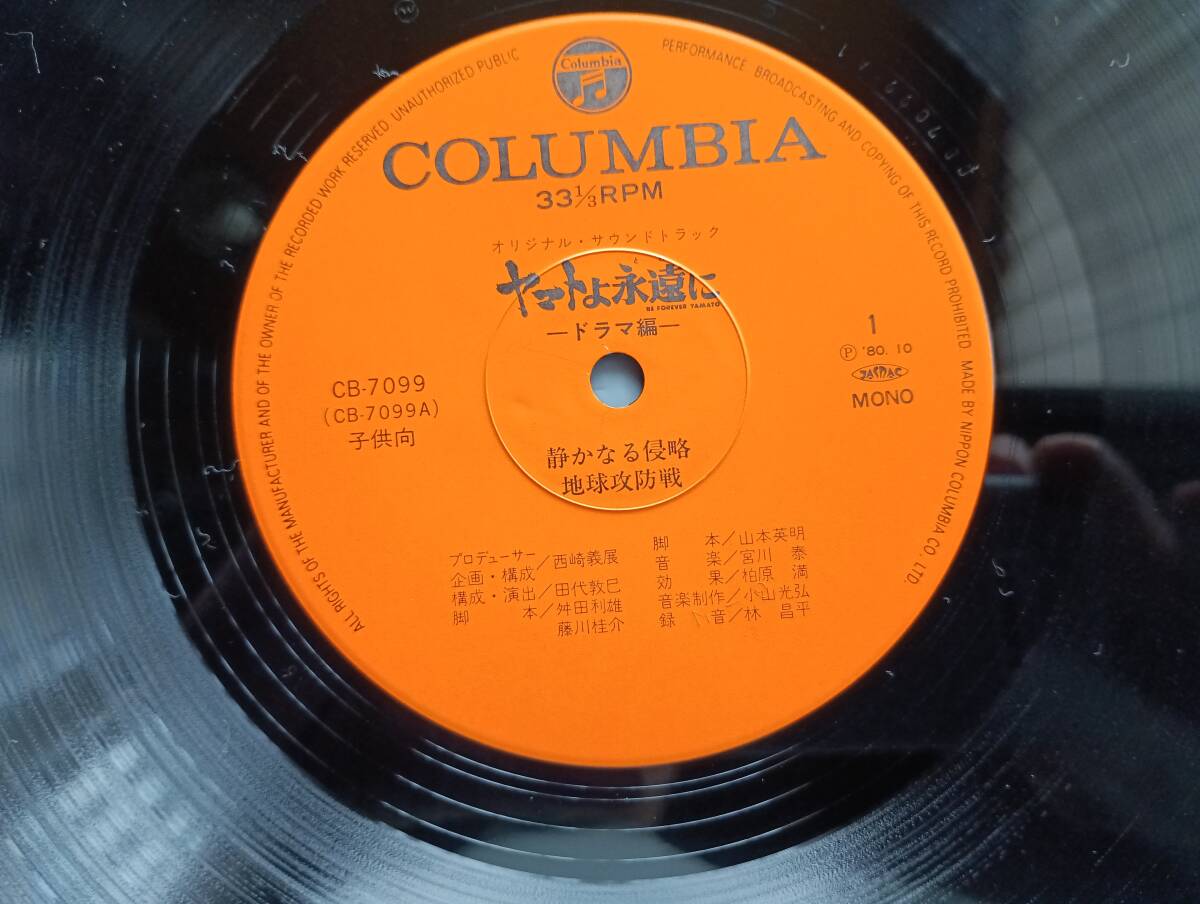 ALL RIGHTS OF THE MANUFACTURER AND OF THE OWNER OF THE RECORDED WORK RESERVED UNAUTHORIZED PUBLIC PERFORMANCE BROADCASTING AND COPYING OF THIS RECORD PROHIBITED. MADE BY NIPPON COLUMBIA CO. LTD.
Columbia
COLUMBIA
33⅓RPM
オリジナル・サウンドトラック
と
ヤマトよ永遠に
BE FOREVER YAMATO
—ドラマ編—
CB-7099
(CB-7099A)
子供向
1
Ⓟ '80. 10
JASRAC
MONO
静かなる侵略
地球攻防戦
プロデューサー
企画・構成/西崎義展
構成・演出/田代敦巳
脚 本/舛田利雄
藤川桂介
脚 本/山本英明
音 楽/宮川 泰
効 果/柏原 満
音楽制作/小山光弘
録 音/林 昌平